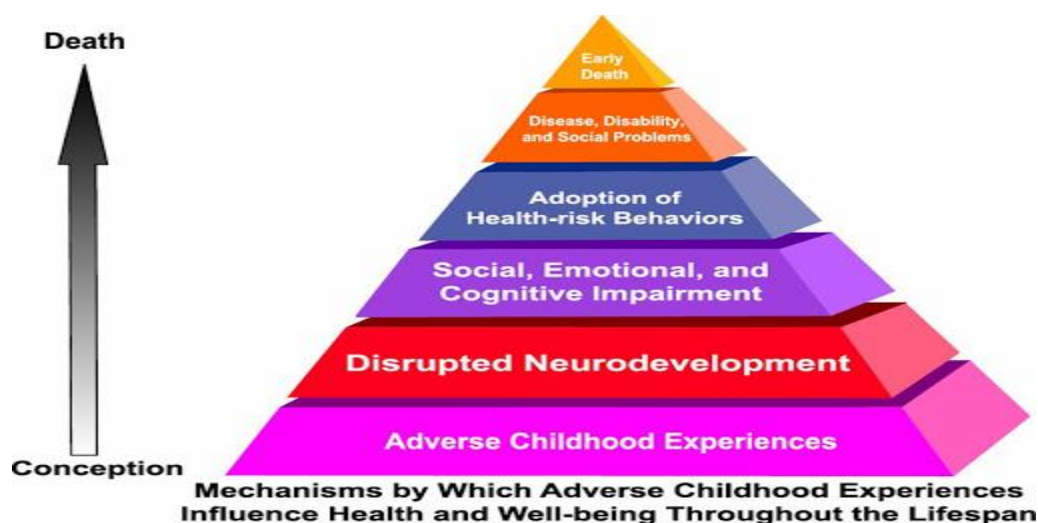 Death
Early
Death
Disease, Disability,
and Social Problems
Adoption of
Health-risk Behaviors
Social, Emotional, and
Cognitive Impairment
Disrupted Neurodevelopment
Adverse Childhood Experiences
Conception
Mechanisms by Which Adverse Childhood Experiences
Influence Health and Well-being Throughout the Lifespan